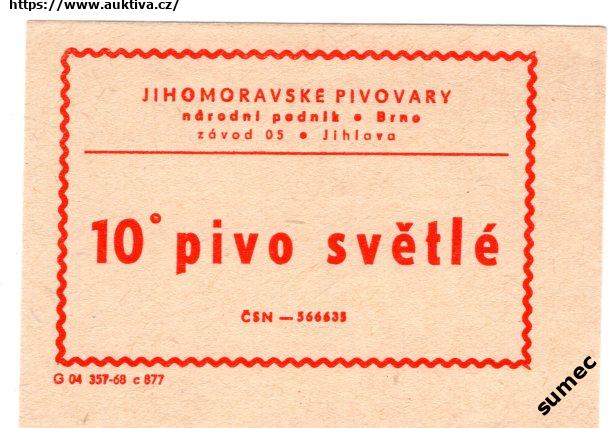 https://www.auktiva.cz/
JIHOMORAVSKÉ PIVOVARY
národní podnik • Brno
závod 05 • Jihlava
10° pivo světlé
ČSN — 566635
G 04 357-68 c 877
sumec